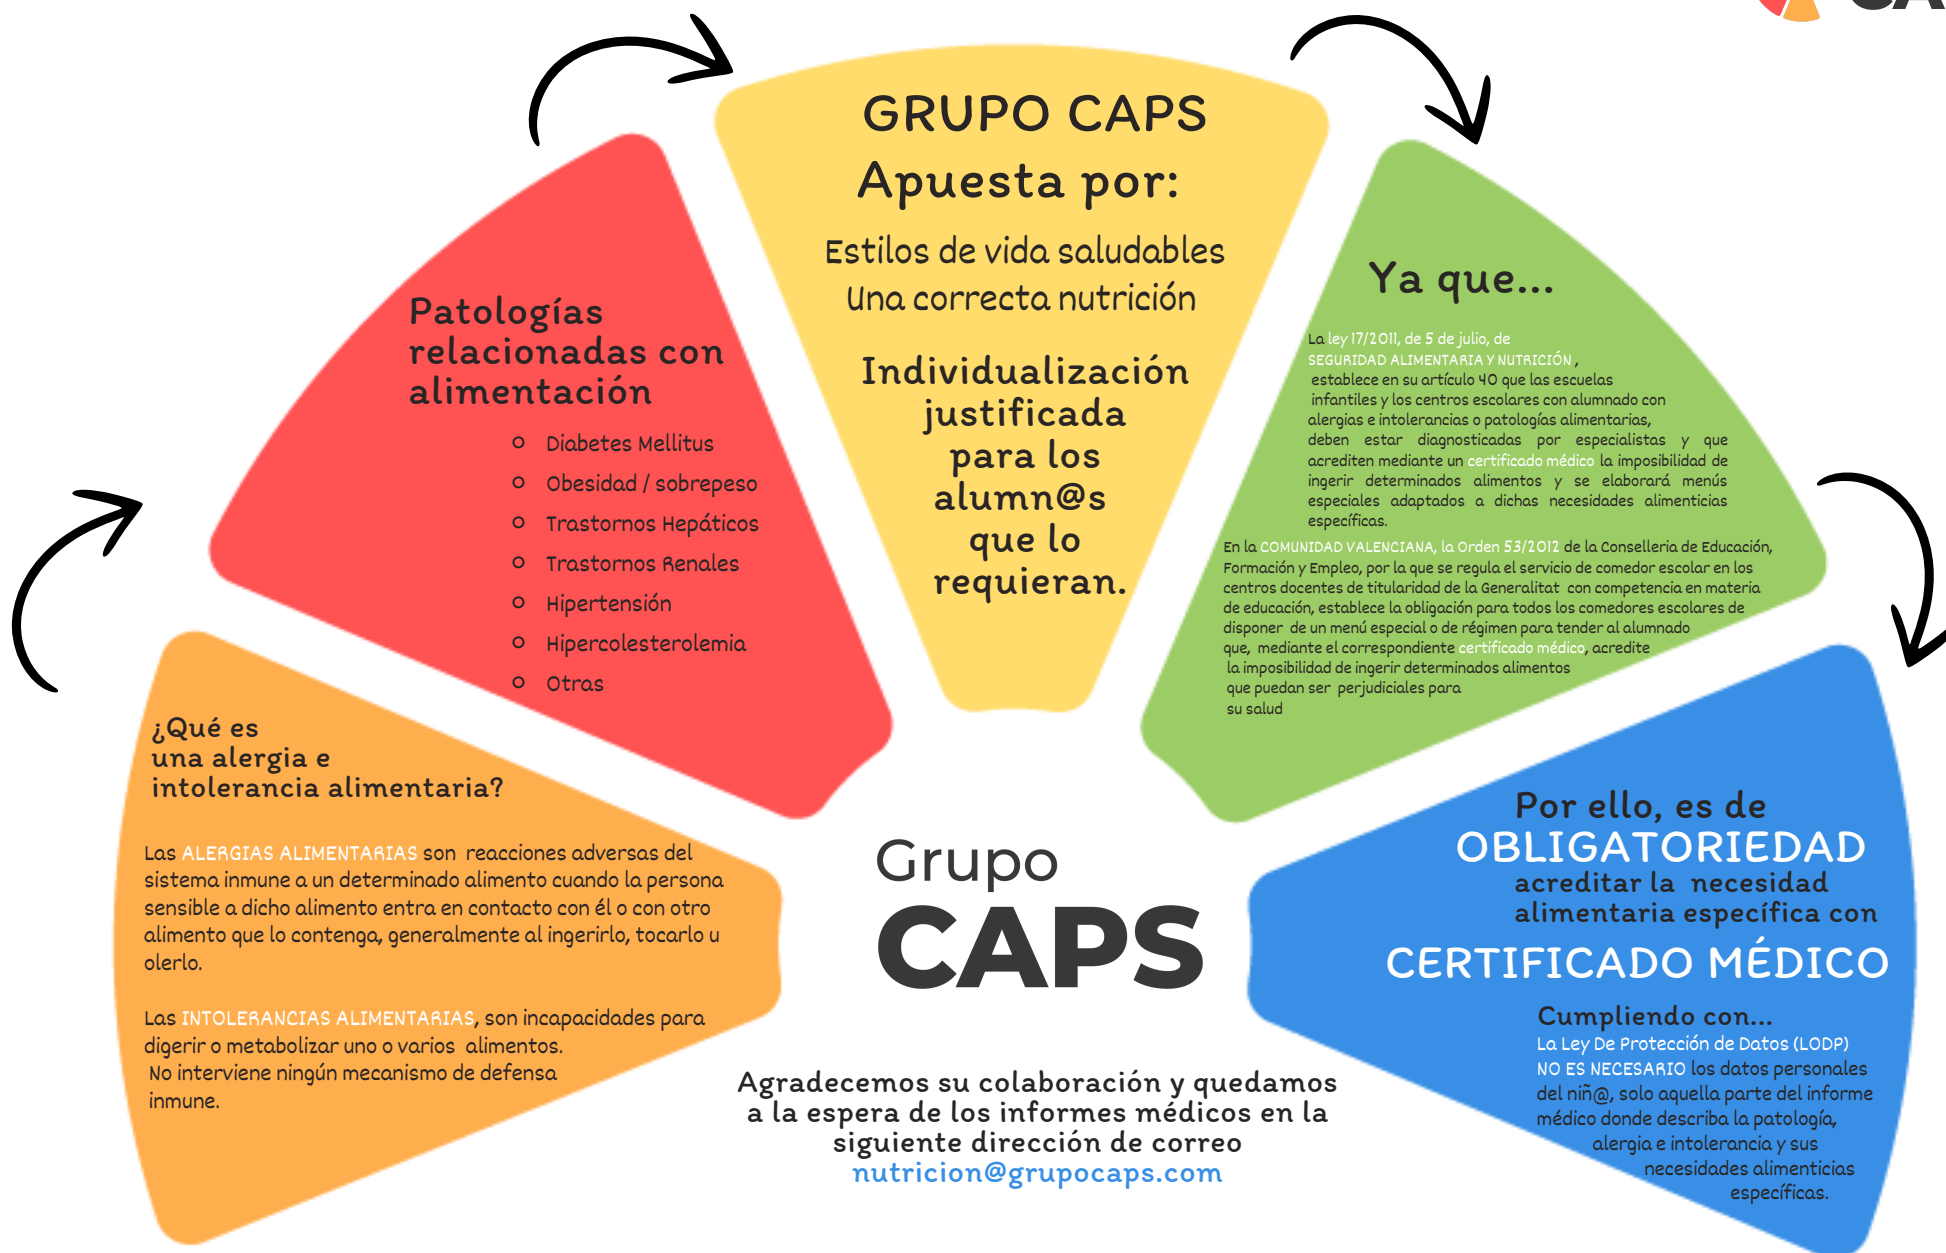 ¿Qué es
una alergia e
intolerancia alimentaria?
Las ALERGIAS ALIMENTARIAS son reacciones adversas del
sistema inmune a un determinado alimento cuando la persona
sensible a dicho alimento entra en contacto con él o con otro
alimento que lo contenga, generalmente al ingerirlo, tocarlo u
olerlo.
Las INTOLERANCIAS ALIMENTARIAS, son incapacidades para
digerir o metabolizar uno o varios alimentos.
No interviene ningún mecanismo de defensa
inmune.
Patologías
relacionadas con
alimentación
Diabetes Mellitus
Obesidad / sobrepeso
Trastornos Hepáticos
Trastornos Renales
Hipertensión
Hipercolesterolemia
Otras
GRUPO CAPS
Apuesta por:
Estilos de vida saludables
Una correcta nutrición
Individualización
justificada
para los
alumn@s
que lo
requieran.
Ya que...
La ley 17/2011, de 5 de julio, de
SEGURIDAD ALIMENTARIA Y NUTRICIÓN ,
establece en su artículo 40 que las escuelas
infantiles y los centros escolares con alumnado con
alergias e intolerancias o patologías alimentarias,
deben estar diagnosticadas por especialistas y que
acrediten mediante un certificado médico la imposibilidad de
ingerir determinados alimentos y se elaborará menús
especiales adaptados a dichas necesidades alimenticias
específicas.
En la COMUNIDAD VALENCIANA, la Orden 53/2012 de la Conselleria de Educación,
Formación y Empleo, por la que se regula el servicio de comedor escolar en los
centros docentes de titularidad de la Generalitat con competencia en materia
de educación, establece la obligación para todos los comedores escolares de
disponer de un menú especial o de régimen para tender al alumnado
que, mediante el correspondiente certificado médico, acredite
la imposibilidad de ingerir determinados alimentos
que puedan ser perjudiciales para
su salud
Por ello, es de
OBLIGATORIEDAD
acreditar la necesidad
alimentaria específica con
CERTIFICADO MÉDICO
Cumpliendo con...
La Ley De Protección de Datos (LODP)
NO ES NECESARIO los datos personales
del niñ@, solo aquella parte del informe
médico donde describa la patología,
alergia e intolerancia y sus
necesidades alimenticias
específicas.
Grupo
CAPS
Agradecemos su colaboración y quedamos
a la espera de los informes médicos en la
siguiente dirección de correo
nutricion@grupocaps.com